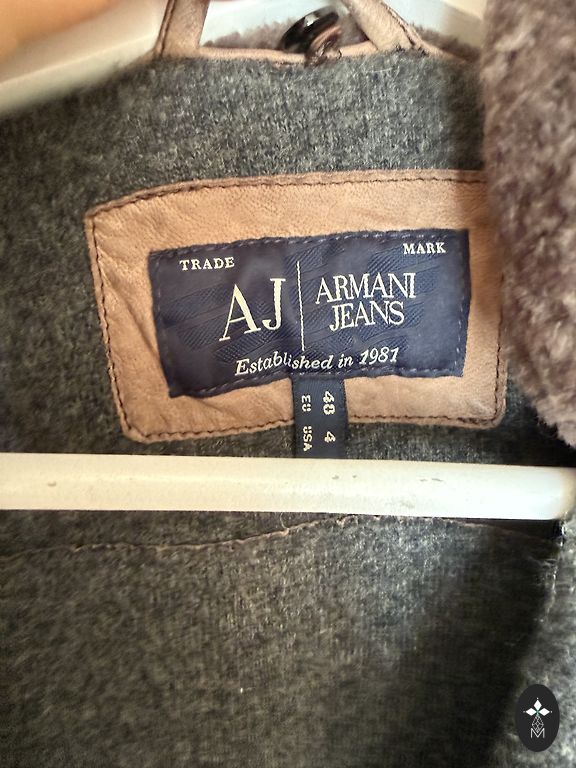 TRADE MARK
AJ ARMANI
JEANS
Established in 1981
40 4
EU USA
M